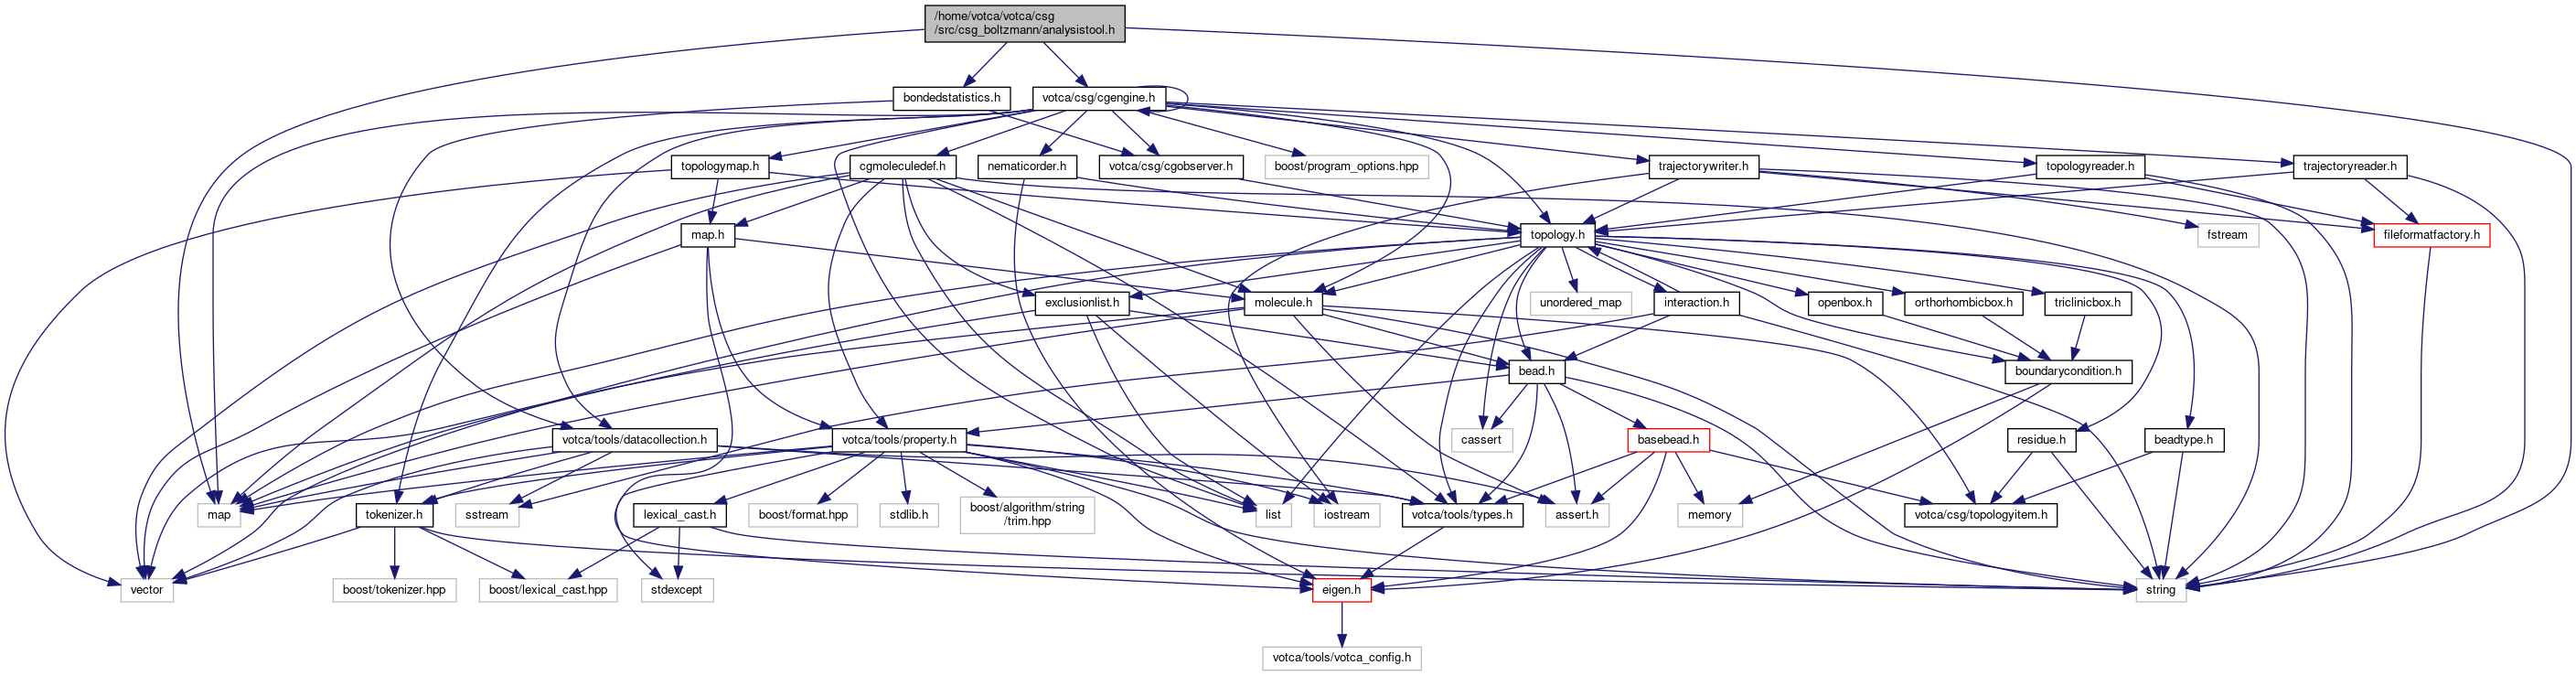 /home/votca/votca/csg
/src/csg_boltzmann/analysistool.h
bondedstatistics.h
votca/csg/cgengine.h
topologymap.h
cgmoleculedef.h
nematicorder.h
votca/csg/cgobserver.h
boost/program_options.hpp
trajectorywriter.h
topologyreader.h
trajectoryreader.h
map.h
topology.h
fstream
fileformatfactory.h
exclusionlist.h
molecule.h
unordered_map
interaction.h
openbox.h
orthorhombicbox.h
triclinicbox.h
bead.h
boundarycondition.h
votca/tools/datacollection.h
votca/tools/property.h
cassert
basebead.h
residue.h
beadtype.h
map
tokenizer.h
sstream
lexical_cast.h
boost/format.hpp
stdlib.h
boost/algorithm/string
/trim.hpp
list
iostream
votca/tools/types.h
assert.h
memory
votca/csg/topologyitem.h
vector
boost/tokenizer.hpp
boost/lexical_cast.hpp
stdexcept
eigen.h
string
votca/tools/votca_config.h